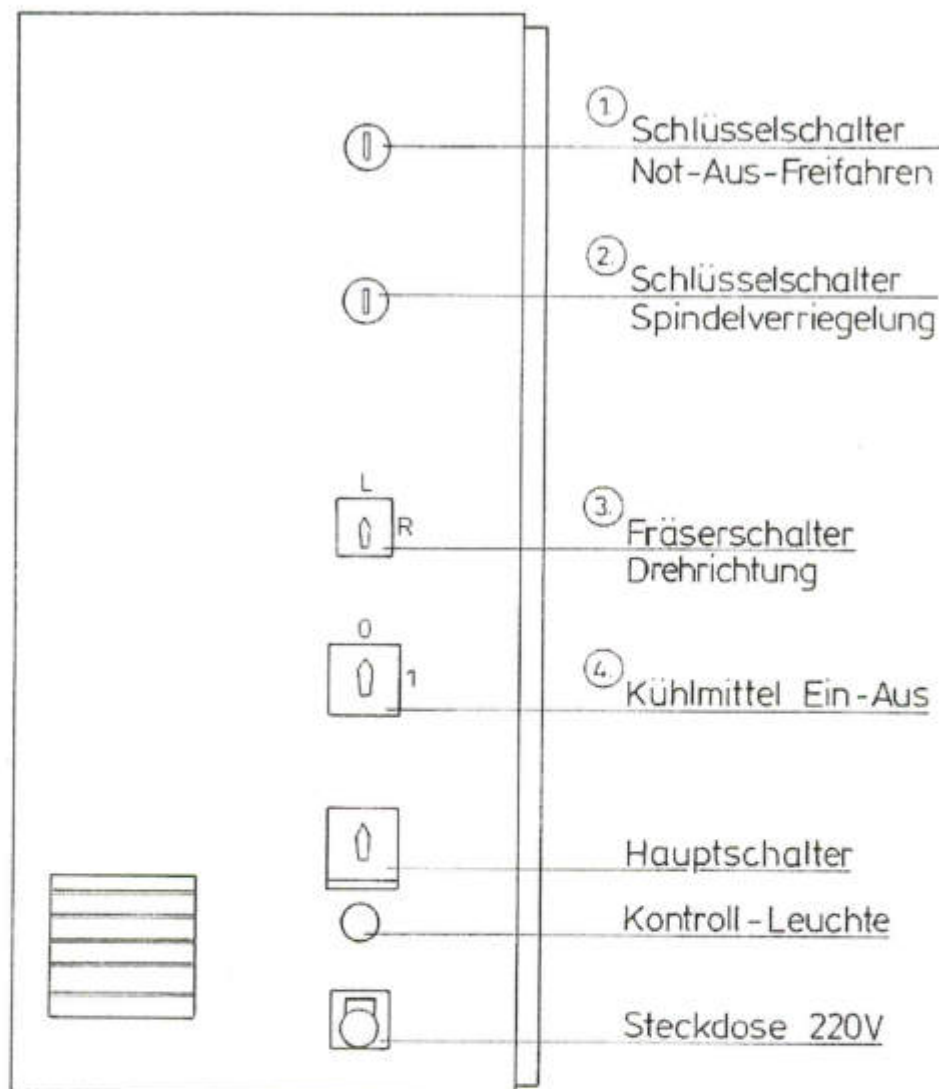 1.
Schlüsselschalter
Not-Aus-Freifahren
2.
Schlüsselschalter
Spindelverriegelung
L
R
3.
Fräserschalter
Drehrichtung
0
1
4.
Kühlmittel Ein-Aus
Hauptschalter
Kontroll-Leuchte
Steckdose 220V